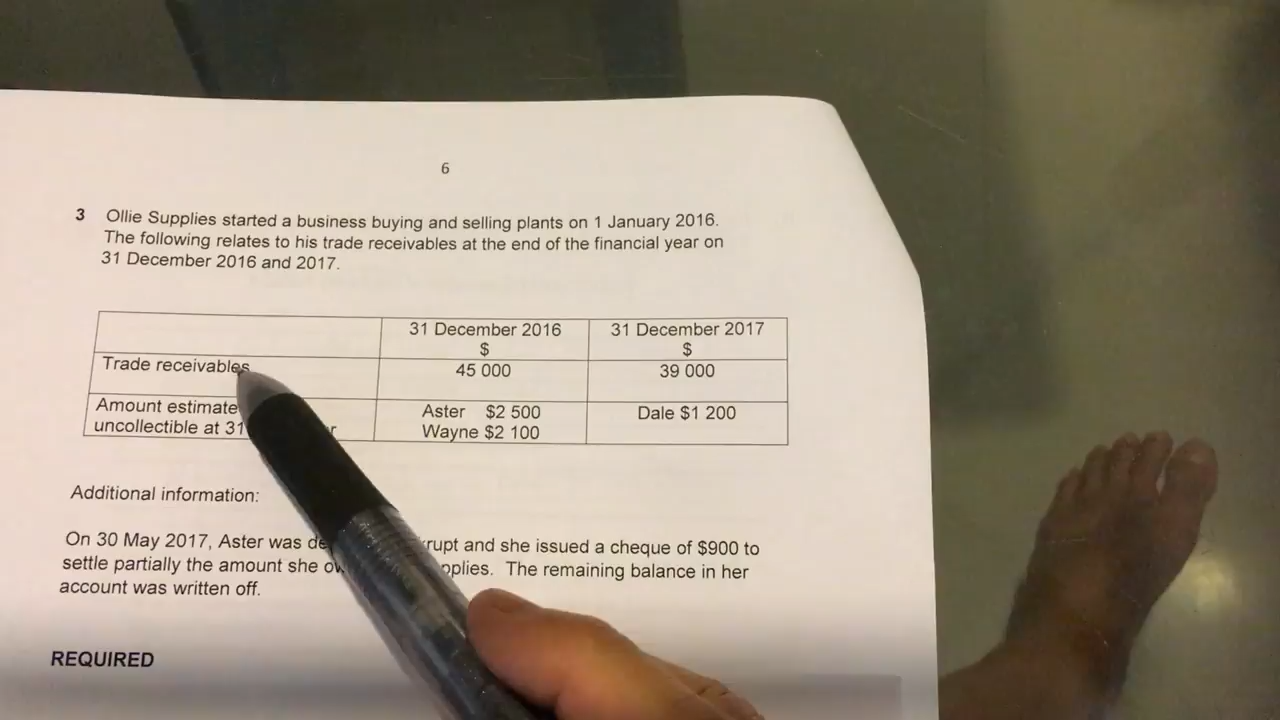 6
3 Ollie Supplies started a business buying and selling plants on 1 January 2016.
The following relates to his trade receivables at the end of the financial year on
31 December 2016 and 2017.
31 December 2016 31 December 2017
$ $
Trade receivables 45 000 39 000
Amount estimate Aster $2 500 Dale $1 200
uncollectible at 31 Wayne $2 100
Additional information:
On 30 May 2017, Aster was and she issued a cheque of $900 to
settle partially the amount she The remaining balance in her
account was written off.
REQUIRED